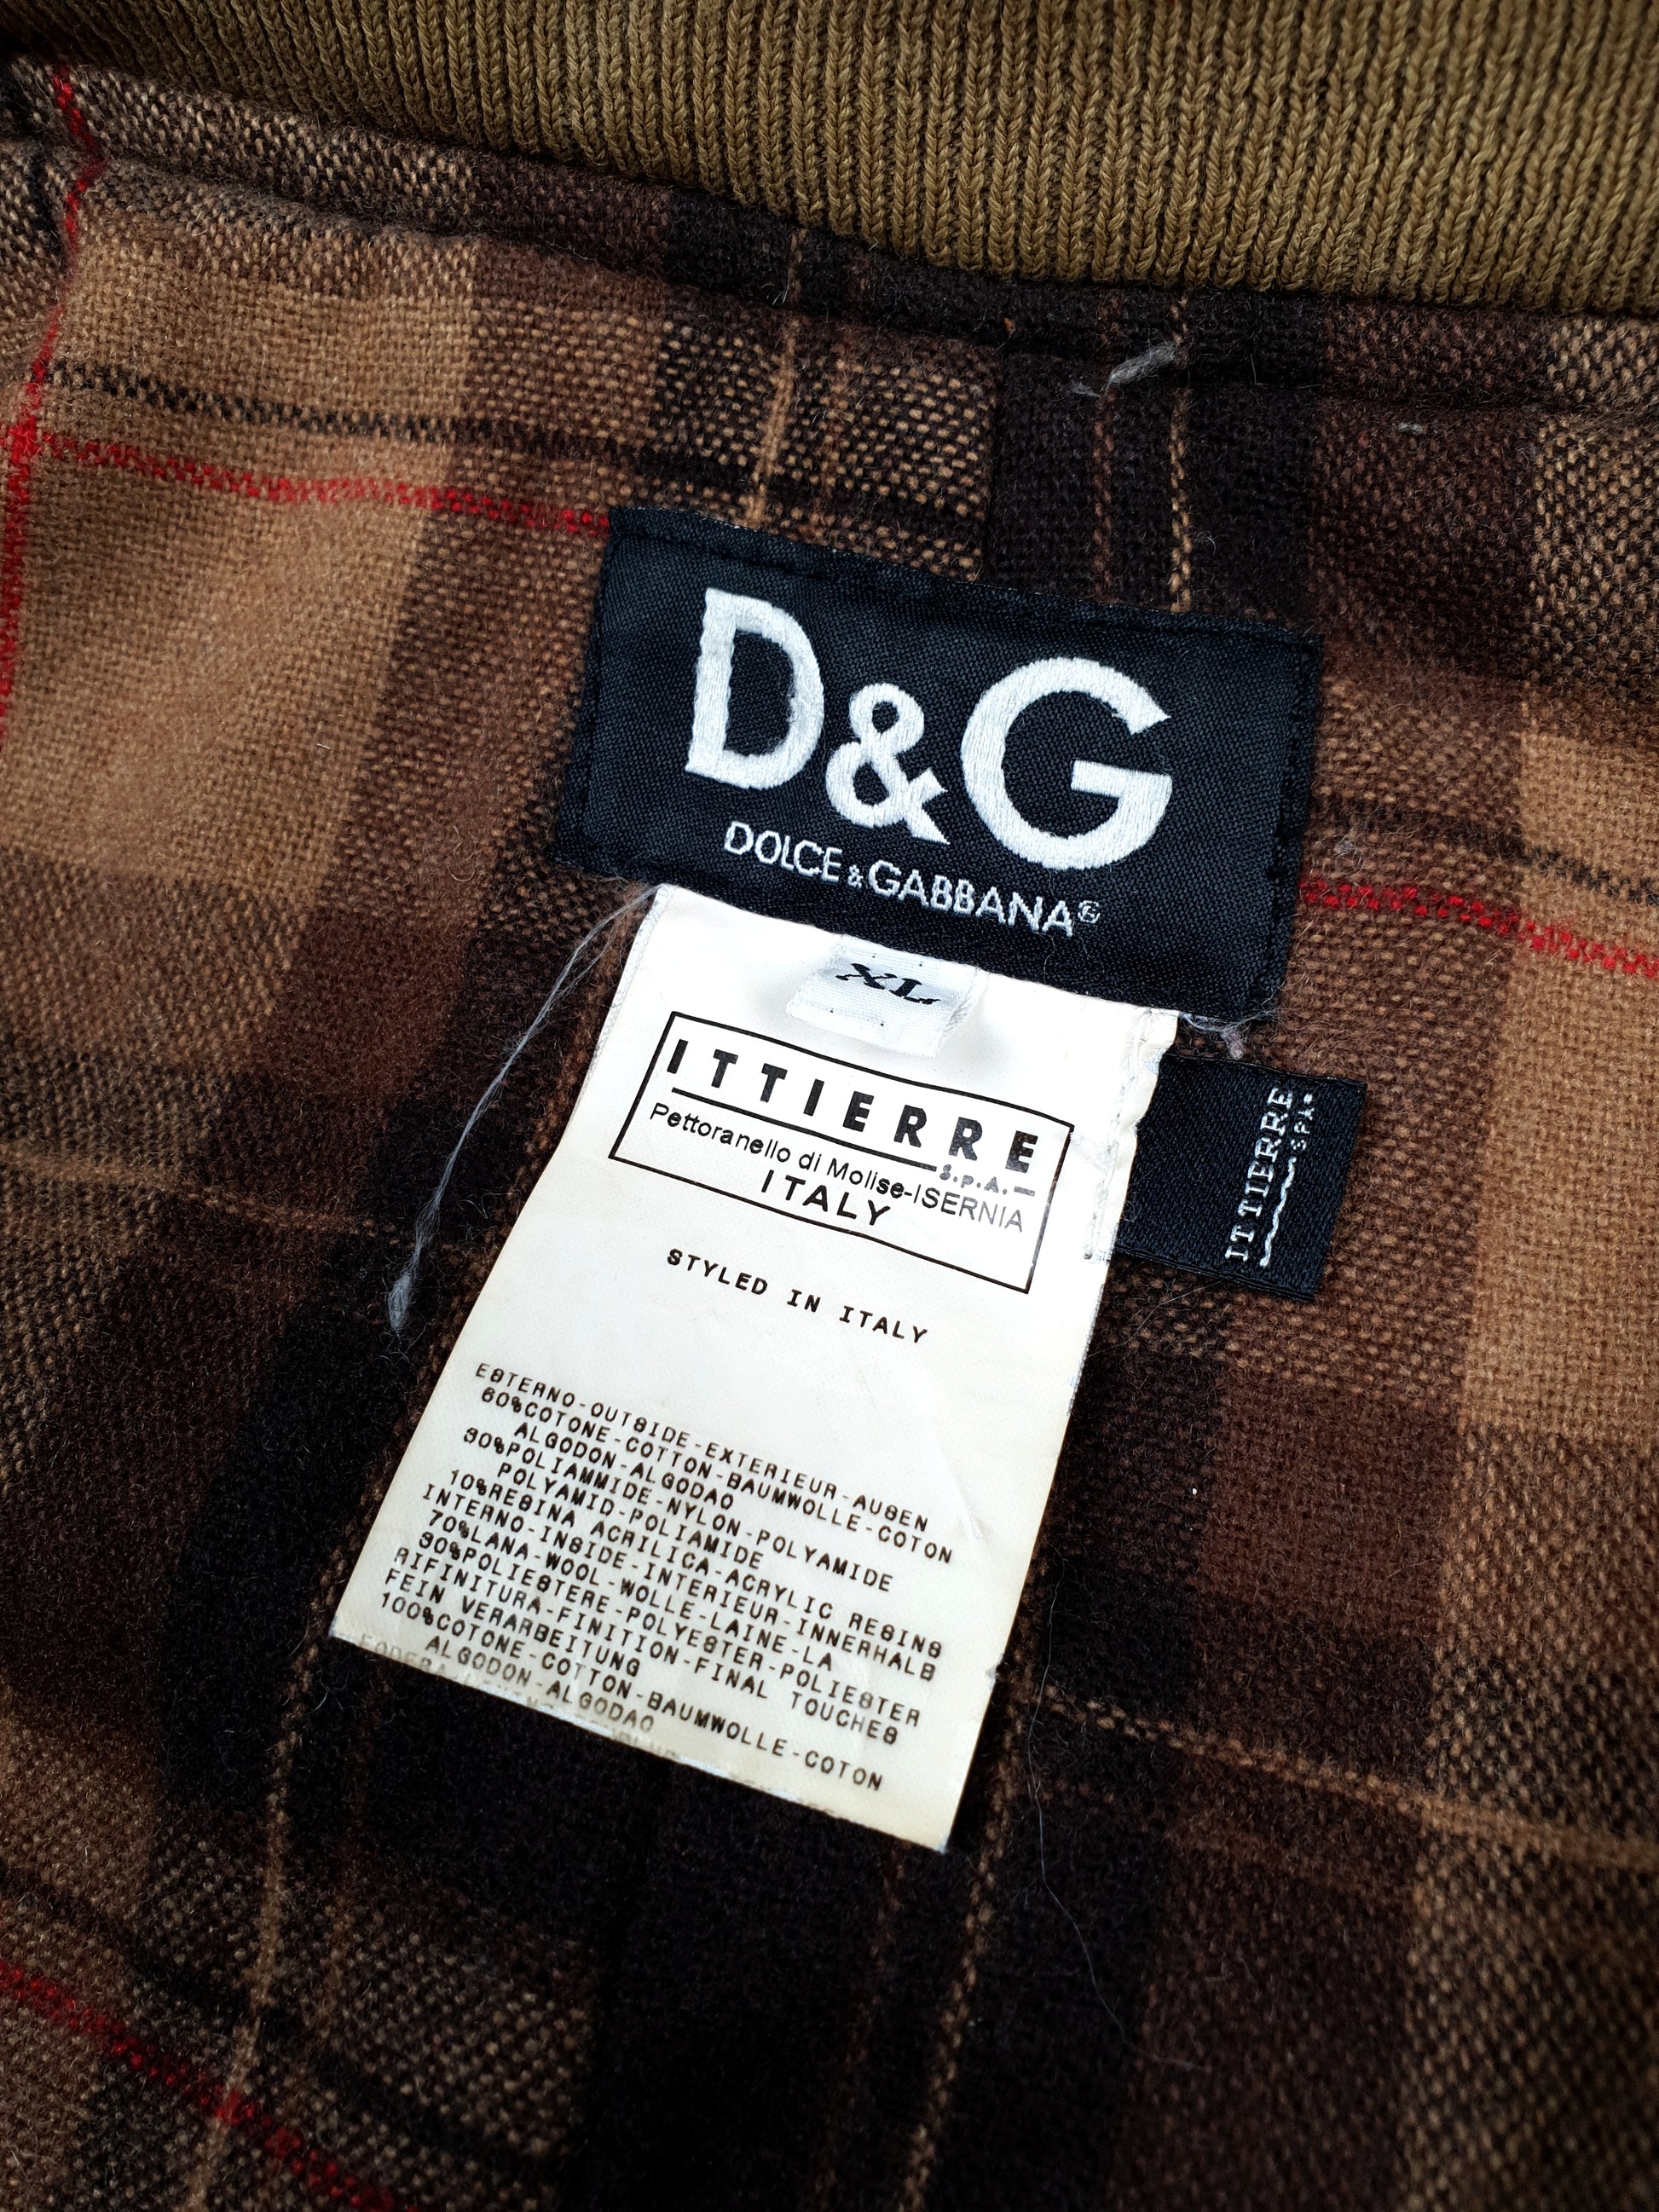 D&G
DOLCE & GABBANA®
XL
ITTIERRE
S.p.A.
Pettoranello di Molise-ISERNIA
ITALY
ITTIERRE
SPA
STYLED IN ITALY
ESTERNO-OUTSIDE-EXTERIEUR-AUSEN
60%COTONE-COTTON-BAUMWOLLE-COTON
ALGODON-ALGODAO
30%POLIAMMIDE-NYLON-POLYAMIDE
POLYAMID-POLIAMIDE
10%RESINA ACRILICA-ACRYLIC RESINS
INTERNO-INSIDE-INTERIEUR-INNERHALB
70%LANA-WOOL-WOLLE-LAINE-LA
30%POLIESTERE-POLYESTER-POLIESTER
RIFINITURA-FINITION-FINAL TOUCHES
FEIN VERARBEITUNG
100%COTONE-COTTON-BAUMWOLLE-COTON
ALGODON-ALGODAO